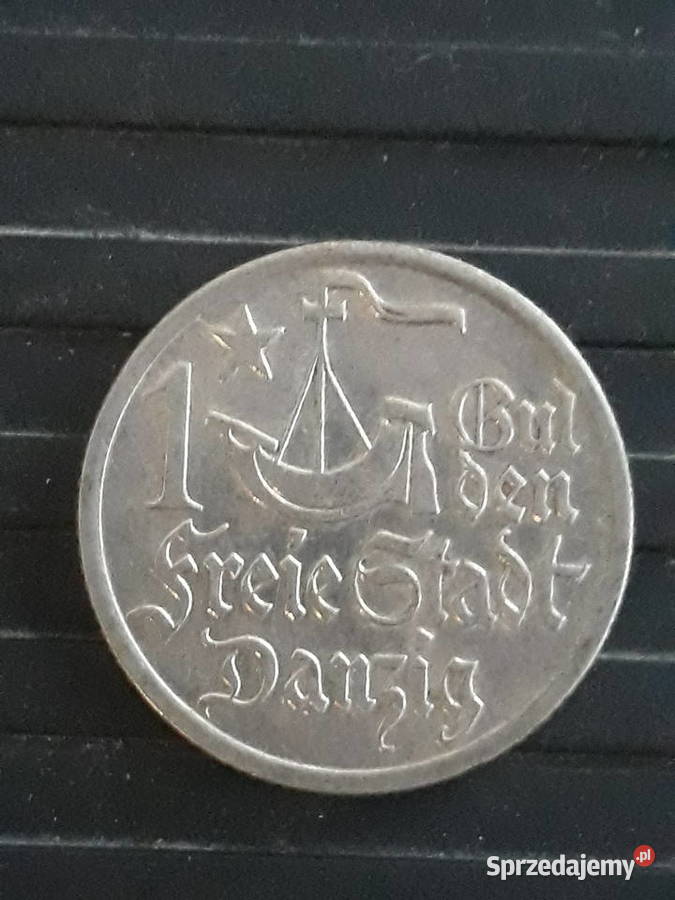 1 Gul
den
Freie Stadt
Danzig
Sprzedajemy.pl